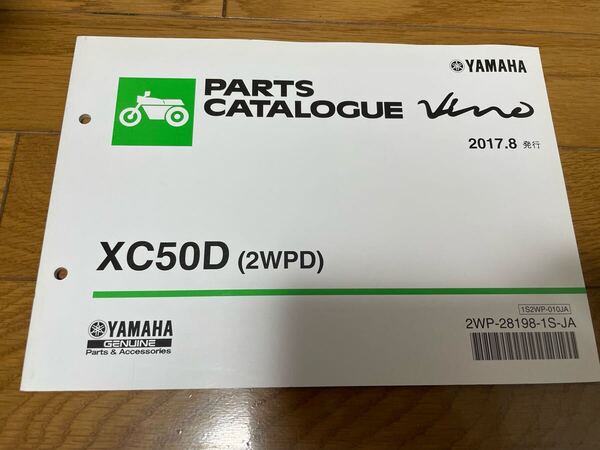 YAMAHA
PARTS
CATALOGUE Vino
2017.8 発行
XC50D (2WPD)
1S2WP-010JA
2WP-28198-1S-JA
YAMAHA
GENUINE
Parts & Accessories